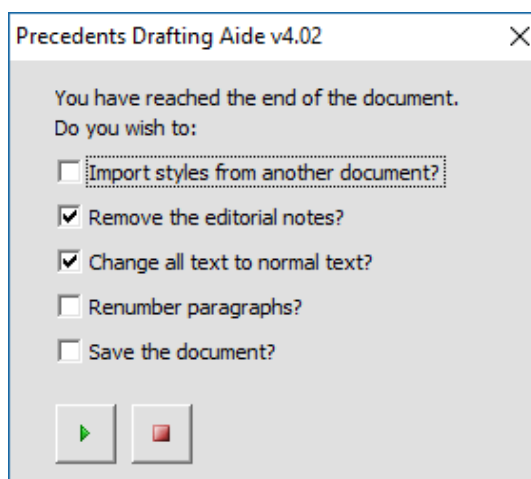 Precedents Drafting Aide v4.02
You have reached the end of the document.
Do you wish to:
Import styles from another document?
Remove the editorial notes?
Change all text to normal text?
Renumber paragraphs?
Save the document?